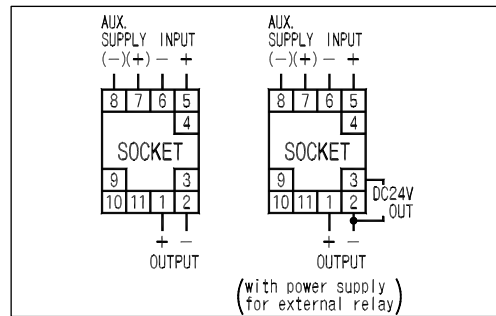 AUX.
SUPPLY INPUT
(−)(+) − +
8 7 6 5
4
SOCKET
9 3
10 11 1 2
+ −
OUTPUT
AUX.
SUPPLY INPUT
(−)(+) − +
8 7 6 5
4
SOCKET
9 3
10 11 1 2
DC24V
OUT
+ −
OUTPUT
(with power supply
for external relay)